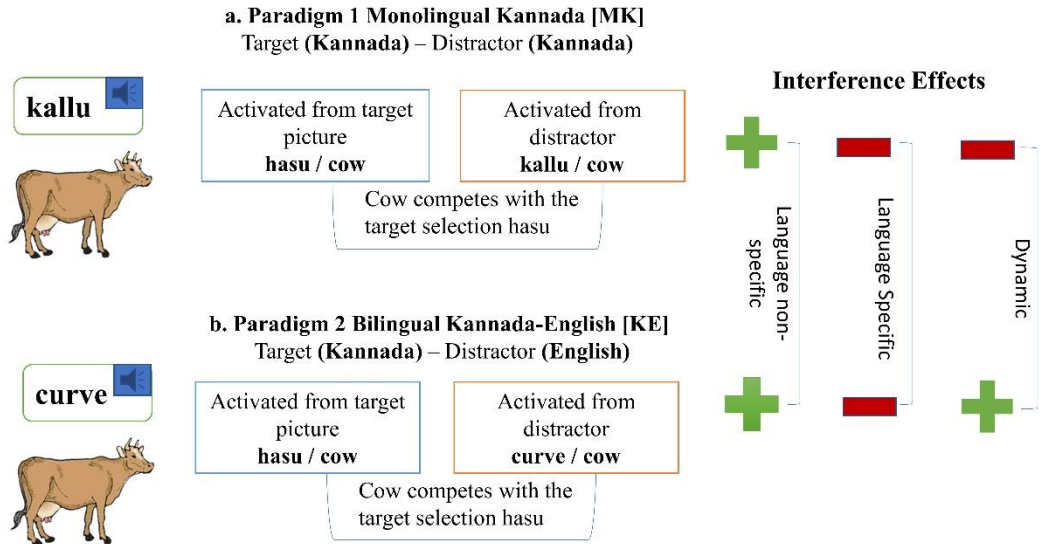 a. Paradigm 1 Monolingual Kannada [MK]
Target (Kannada) – Distractor (Kannada)
kallu
Activated from target
picture
hasu / cow
Activated from
distractor
kallu / cow
Cow competes with the
target selection hasu
b. Paradigm 2 Bilingual Kannada-English [KE]
Target (Kannada) – Distractor (English)
curve
Activated from target
picture
hasu / cow
Activated from
distractor
curve / cow
Cow competes with the
target selection hasu
Interference Effects
Language non-
specific
Language Specific
Dynamic